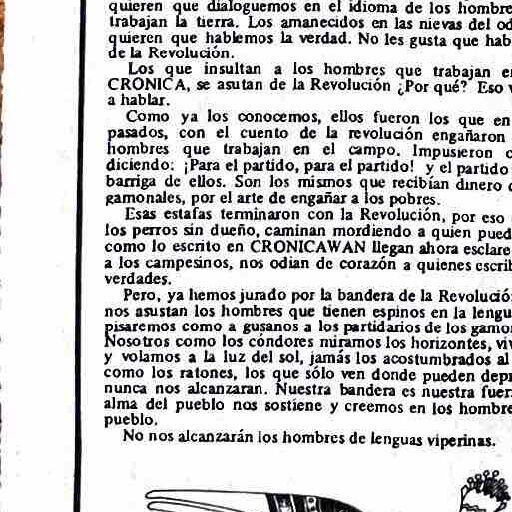 quieren que dialoguemos en el idioma de los hombre
trabajan la tierra. Los amanecidos en las nieves del od
quieren que hablemos la verdad. No les gusta que hab
de la Revolución.
Los que insultan a los hombres que trabajan e
CRONICA, se asutan de la Revolución ¿Por qué? Eso v
a hablar.
Como ya los conocemos, ellos fueron los que en
pasados, con el cuento de la revolución engañaron
hombres que trabajan en el campo. Impusieron c
diciendo: ¡Para el partido, para el partido! y el partido
barriga de ellos. Son los mismos que recibían dinero d
gamonales, por el arte de engañar a los pobres.
Esas estafas terminaron con la Revolución, por eso
los perros sin dueño, caminan mordiendo a quien pued
como lo escrito en CRONICAWAN llegan ahora esclare
a los campesinos, nos odian de corazón a quienes escrib
verdades.
Pero, ya hemos jurado por la bandera de la Revolució
nos asustan los hombres que tienen espinos en la lengu
pisaremos como a gusanos a los partidarios de los gamo
Nosotros como los cóndores miramos los horizontes, viv
y volamos a la luz del sol, jamás los acostumbrados al
como los ratones, los que sólo ven donde pueden depr
nunca nos alcanzaran. Nuestra bandera es nuestra fuer
alma del pueblo nos sostiene y creemos en los hombre
pueblo.
No nos alcanzarán los hombres de lenguas viperinas.